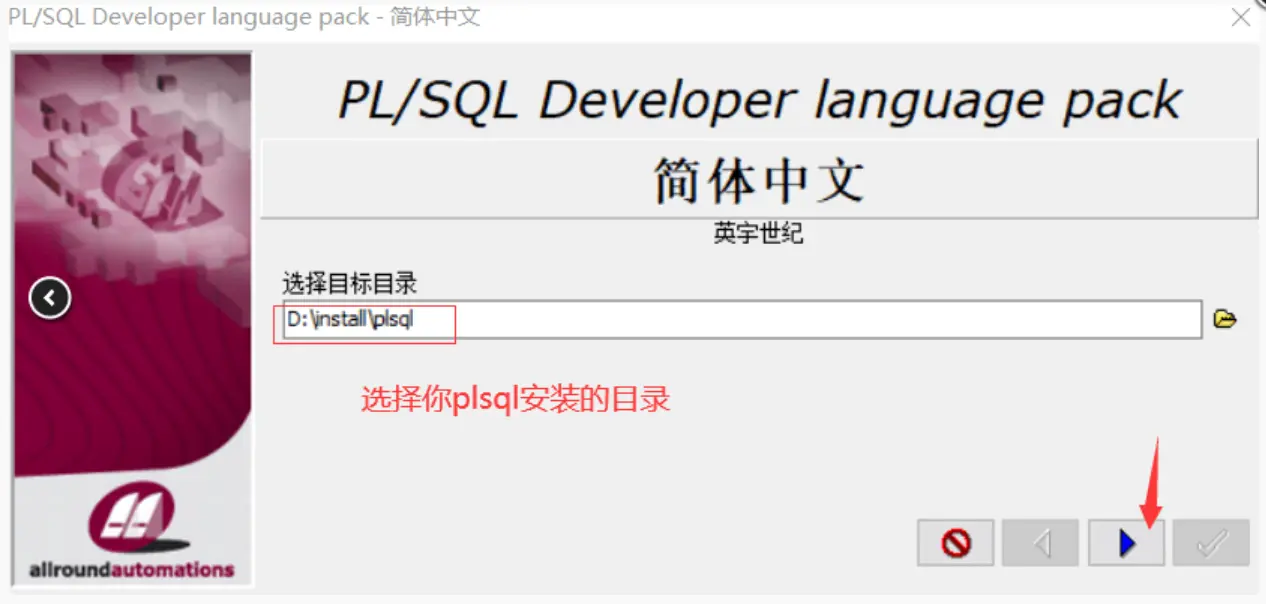 PL/SQL Developer language pack - 简体中文
PL/SQL Developer language pack
简体中文
英宇世纪
选择目标目录
D:\install\plsql
选择你plsql安装的目录
allroundautomations